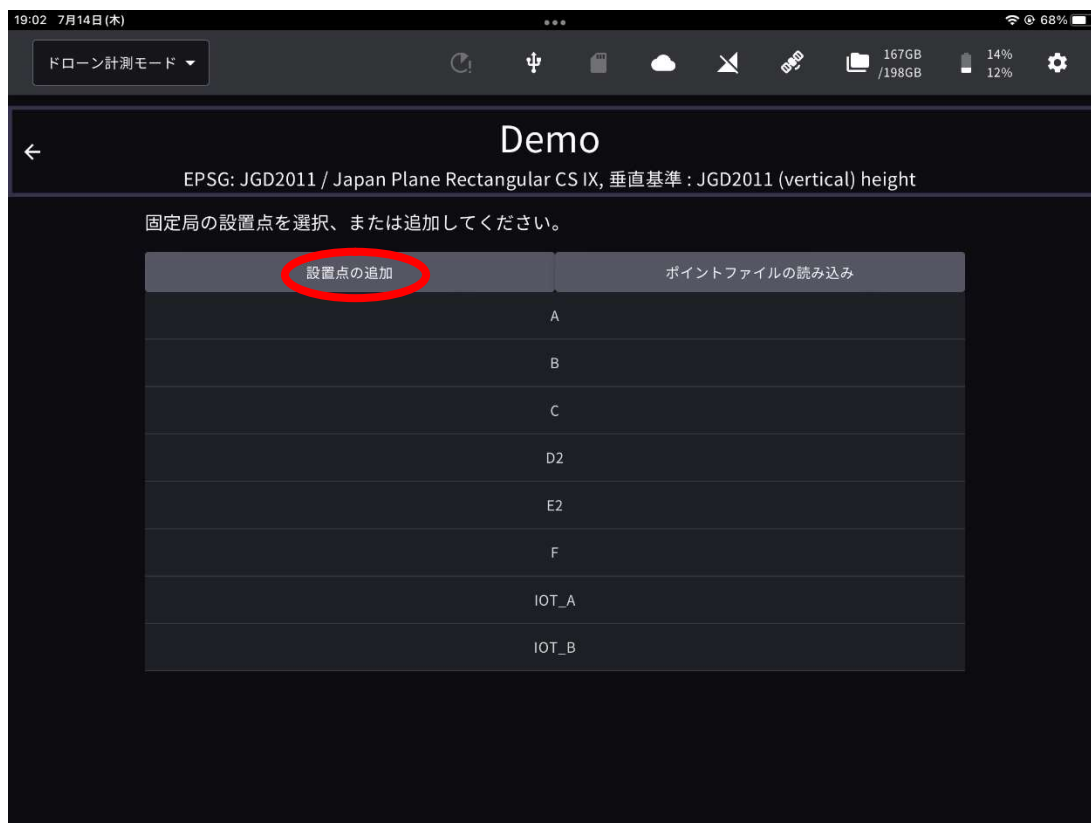 19:02 7月14日(木)
68%
ドローン計測モード
167GB
/198GB
14%
12%
Demo
EPSG: JGD2011 / Japan Plane Rectangular CS IX, 垂直基準 : JGD2011 (vertical) height
固定局の設置点を選択、または追加してください。
設置点の追加
ポイントファイルの読み込み
A
B
C
D2
E2
F
IOT_A
IOT_B